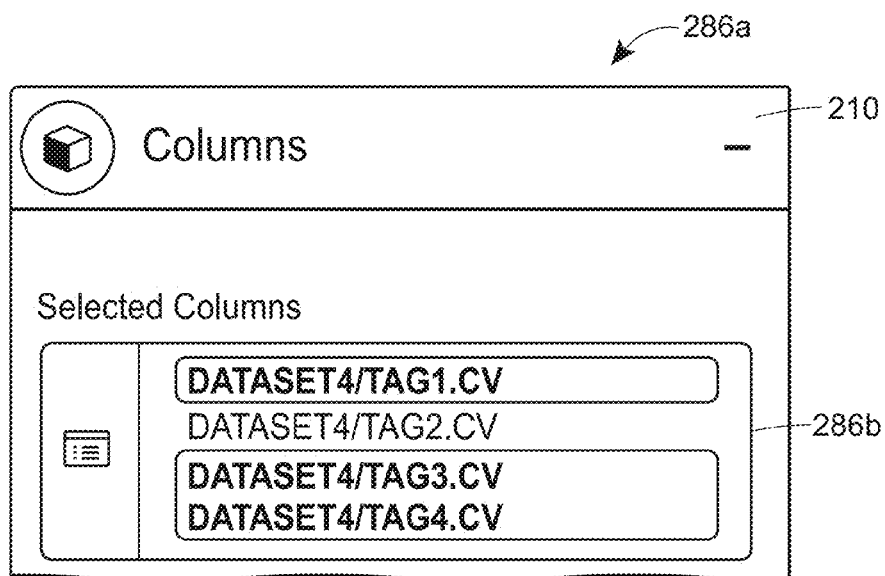 286a
210
Columns
Selected Columns
DATASET4/TAG1.CV
DATASET4/TAG2.CV
286b
DATASET4/TAG3.CV
DATASET4/TAG4.CV